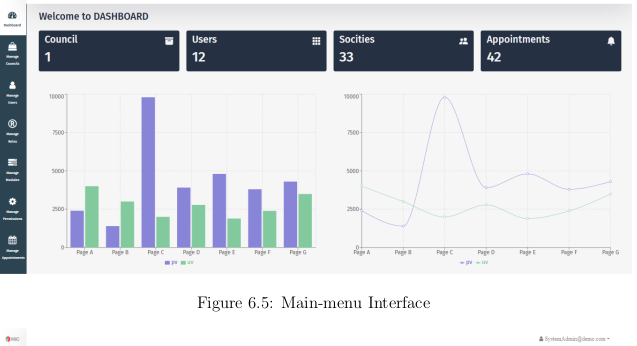 Welcome to DASHBOARD
Dashboard
Manage
Councils
Manage
Users
Manage
Roles
Manage
Modules
Manage
Permissions
Manage
Appointments
Council
1
Users
12
Socities
33
Appointments
42
10000
7500
5000
2500
0
Page A Page B Page C Page D Page E Page F Page G
pv uv
10000
7500
5000
2500
0
Page A Page B Page C Page D Page E Page F Page G
pv uv
Figure 6.5: Main-menu Interface
SystemAdmin@demo.com